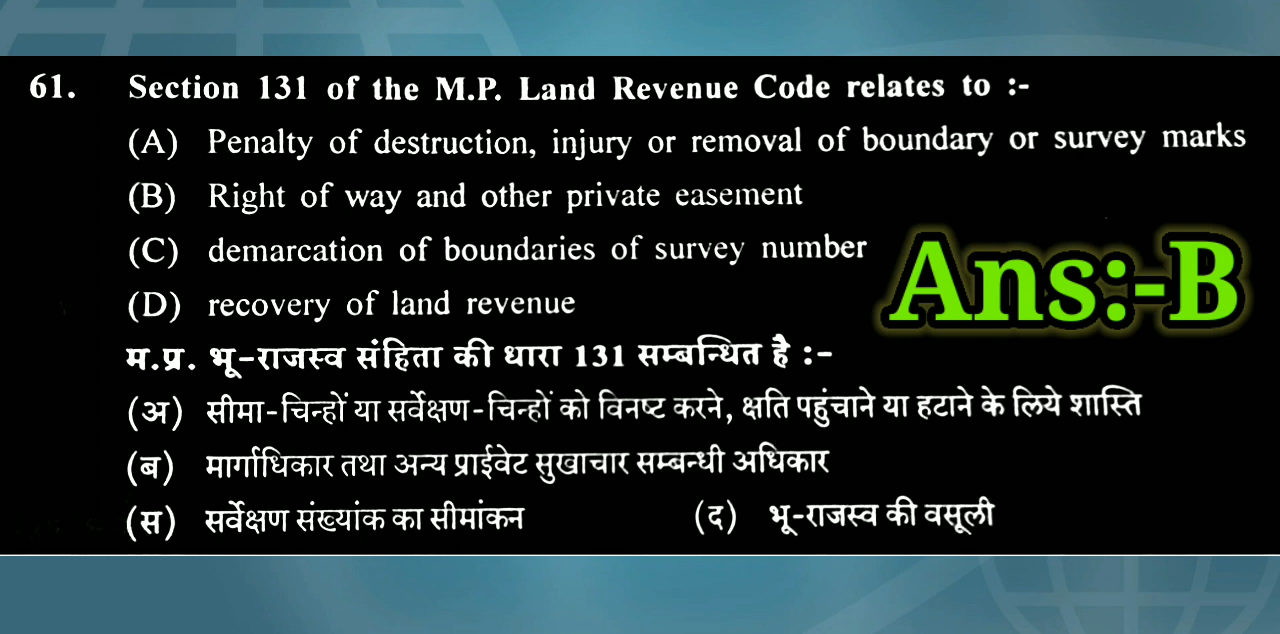 61. Section 131 of the M.P. Land Revenue Code relates to :-
(A) Penalty of destruction, injury or removal of boundary or survey marks
(B) Right of way and other private easement
(C) demarcation of boundaries of survey number
(D) recovery of land revenue
Ans:-B
म.प्र. भू-राजस्व संहिता की धारा 131 सम्बन्धित है :-
(अ) सीमा-चिन्हों या सर्वेक्षण-चिन्हों को विनष्ट करने, क्षति पहुंचाने या हटाने के लिये शास्ति
(ब) मार्गाधिकार तथा अन्य प्राईवेट सुखाचार सम्बन्धी अधिकार
(स) सर्वेक्षण संख्यांक का सीमांकन (द) भू-राजस्व की वसूली